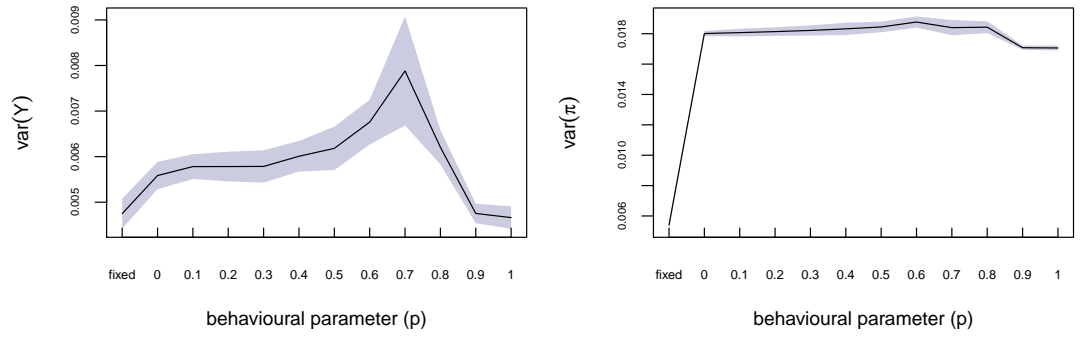 var(Y)
0.009
0.008
0.007
0.006
0.005
fixed 0 0.1 0.2 0.3 0.4 0.5 0.6 0.7 0.8 0.9 1
behavioural parameter (p)
var(π)
0.018
0.014
0.010
0.006
fixed 0 0.1 0.2 0.3 0.4 0.5 0.6 0.7 0.8 0.9 1
behavioural parameter (p)